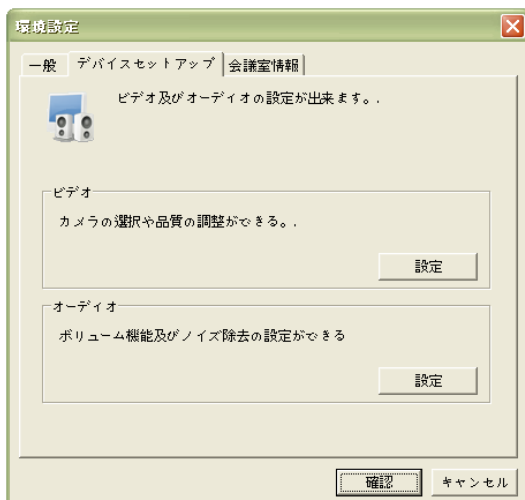 環境設定
一般 デバイスセットアップ 会議室情報
ビデオ及びオーディオの設定が出来ます。.
ビデオ
カメラの選択や品質の調整ができる。.
設定
オーディオ
ボリューム機能及びノイズ除去の設定ができる
設定
確認 キャンセル